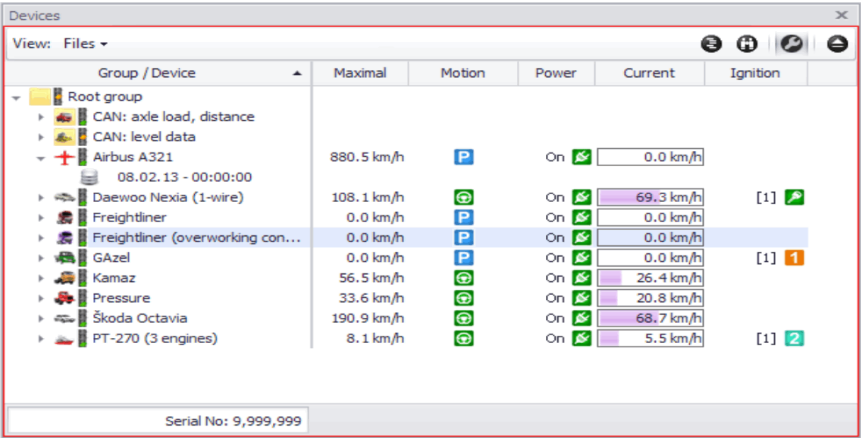 Devices
View: Files
Group / Device Maximal Motion Power Current Ignition
Root group
CAN: axle load, distance
CAN: level data
Airbus A321 880.5 km/h P On 0.0 km/h
08.02.13 - 00:00:00
Daewoo Nexia (1-wire) 108.1 km/h On 69.3 km/h [1]
Freightliner 0.0 km/h P On 0.0 km/h
Freightliner (overworking con... 0.0 km/h P On 0.0 km/h
GAzel 0.0 km/h P On 0.0 km/h [1] 1
Kamaz 56.5 km/h On 26.4 km/h
Pressure 33.6 km/h On 20.8 km/h
Škoda Octavia 190.9 km/h On 68.7 km/h
PT-270 (3 engines) 8.1 km/h On 5.5 km/h [1] 2
Serial No: 9,999,999